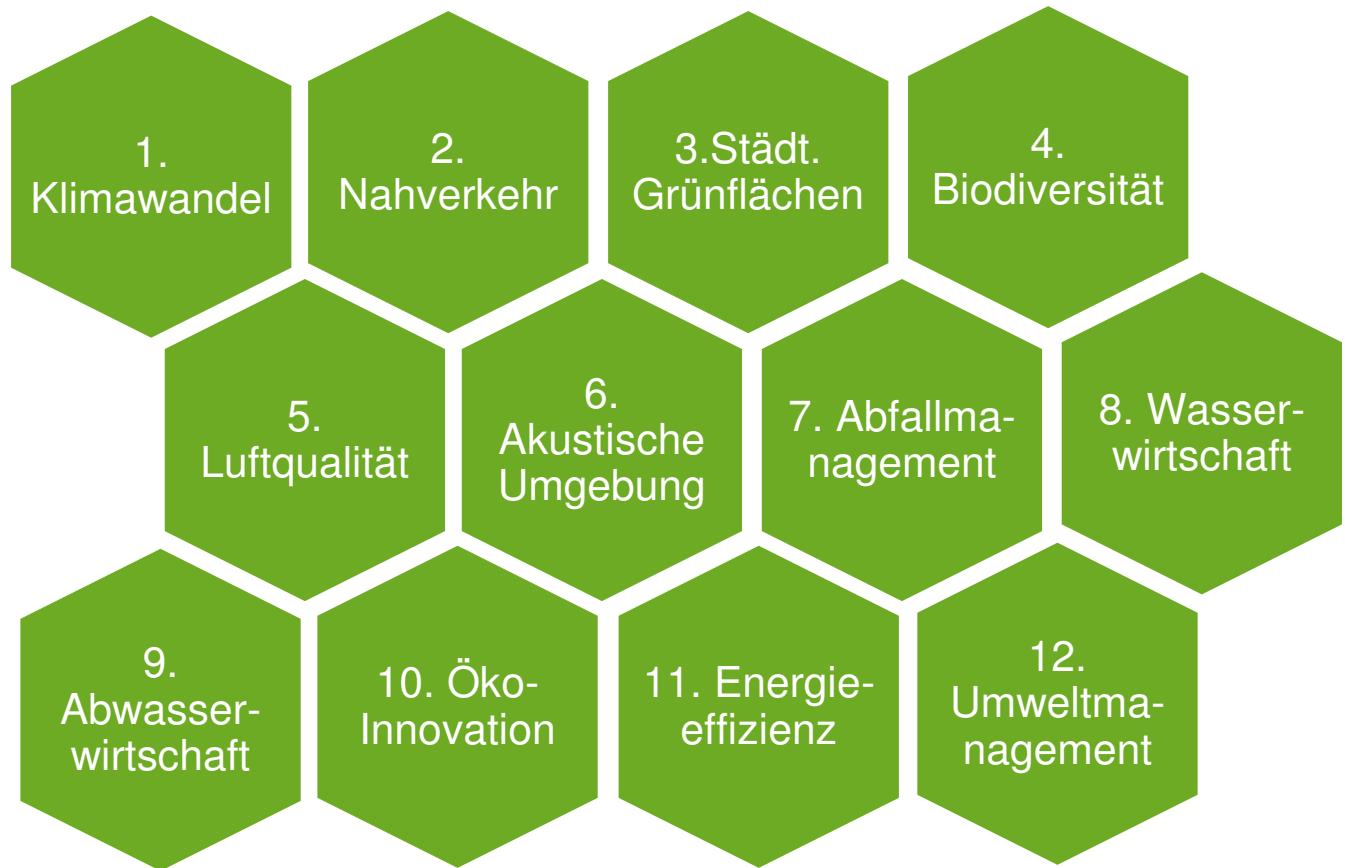 1.
Klimawandel
2.
Nahverkehr
3.Städt.
Grünflächen
4.
Biodiversität
5.
Luftqualität
6.
Akustische
Umgebung
7. Abfallma-
nagement
8. Wasser-
wirtschaft
9.
Abwasser-
wirtschaft
10. Öko-
Innovation
11. Energie-
effizienz
12.
Umweltma-
nagement